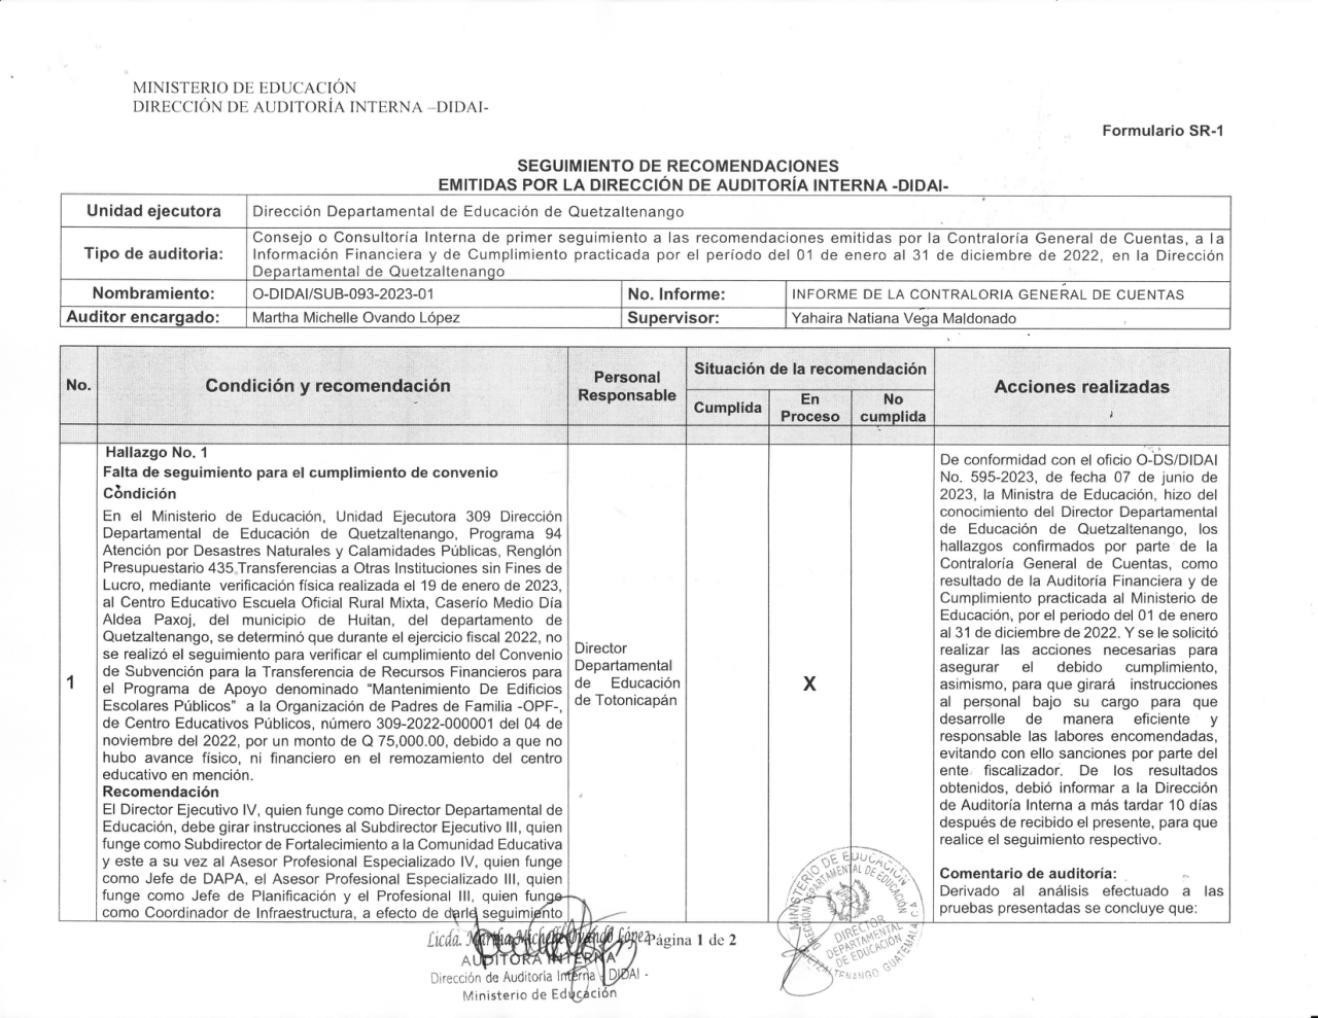 MINISTERIO DE EDUCACIÓN
DIRECCIÓN DE AUDITORÍA INTERNA –DIDAI-
Formulario SR-1
SEGUIMIENTO DE RECOMENDACIONES
EMITIDAS POR LA DIRECCIÓN DE AUDITORÍA INTERNA -DIDAI-
Unidad ejecutora
Dirección Departamental de Educación de Quetzaltenango
Tipo de auditoria:
Consejo o Consultoría Interna de primer seguimiento a las recomendaciones emitidas por la Contraloría General de Cuentas, a la
Información Financiera y de Cumplimiento practicada por el período del 01 de enero al 31 de diciembre de 2022, en la Dirección
Departamental de Quetzaltenango
Nombramiento:
O-DIDAI/SUB-093-2023-01
No. Informe:
INFORME DE LA CONTRALORIA GENERAL DE CUENTAS
Auditor encargado:
Martha Michelle Ovando López
Supervisor:
Yahaira Natiana Vega Maldonado
No.
Condición y recomendación
Personal
Responsable
Situación de la recomendación
Cumplida
En
Proceso
No
cumplida
Acciones realizadas
1
Hallazgo No. 1
Falta de seguimiento para el cumplimiento de convenio
Condición
En el Ministerio de Educación, Unidad Ejecutora 309 Dirección
Departamental de Educación de Quetzaltenango, Programa 94
Atención por Desastres Naturales y Calamidades Públicas, Renglón
Presupuestario 435 Transferencias a Otras Instituciones sin Fines de
Lucro, mediante verificación física realizada el 19 de enero de 2023,
al Centro Educativo Escuela Oficial Rural Mixta, Caserío Medio Día
Aldea Paxoj, del municipio de Huitan, del departamento de
Quetzaltenango, se determinó que durante el ejercicio fiscal 2022, no
se realizó el seguimiento para verificar el cumplimiento del Convenio
de Subvención para la Transferencia de Recursos Financieros para
el Programa de Apoyo denominado "Mantenimiento De Edificios
Escolares Públicos" a la Organización de Padres de Familia -OPF-,
de Centro Educativos Públicos, número 309-2022-000001 del 04 de
noviembre del 2022, por un monto de Q 75,000.00, debido a que no
hubo avance físico, ni financiero en el remozamiento del centro
educativo en mención.
Recomendación
El Director Ejecutivo IV, quien funge como Director Departamental de
Educación, debe girar instrucciones al Subdirector Ejecutivo III, quien
funge como Subdirector de Fortalecimiento a la Comunidad Educativa
y este a su vez al Asesor Profesional Especializado IV, quien funge
como Jefe de DAPA, el Asesor Profesional Especializado III, quien
funge como Jefe de Planificación y el Profesional III, quien funge
como Coordinador de Infraestructura, a efecto de darle seguimiento
Director
Departamental
de Educación
de Totonicapán
X
De conformidad con el oficio O-DS/DIDAI
No. 595-2023, de fecha 07 de junio de
2023, la Ministra de Educación, hizo del
conocimiento del Director Departamental
de Educación de Quetzaltenango, los
hallazgos confirmados por parte de la
Contraloría General de Cuentas, como
resultado de la Auditoría Financiera y de
Cumplimiento practicada al Ministerio de
Educación, por el periodo del 01 de enero
al 31 de diciembre de 2022. Y se le solicitó
realizar las acciones necesarias para
asegurar el debido cumplimiento,
asimismo, para que girará instrucciones
al personal bajo su cargo para que
desarrolle de manera eficiente y
responsable las labores encomendadas,
evitando con ello sanciones por parte del
ente fiscalizador. De los resultados
obtenidos, debió informar a la Dirección
de Auditoría Interna a más tardar 10 días
después de recibido el presente, para que
realice el seguimiento respectivo.
Comentario de auditoría:
Derivado al análisis efectuado a las
pruebas presentadas se concluye que:
Licda. Martha Michelle Ovando López
AUDITORA INTERNA
Dirección de Auditoria Interna - DIDAI -
Ministerio de Educación
Página 1 de 2
MINISTERIO DE EDUCACIÓN
DIRECCIÓN DEPARTAMENTAL DE EDUCACIÓN
DIRECTOR
DEPARTAMENTAL
DE EDUCACIÓN
QUETZALTENANGO GUATEMALA CA